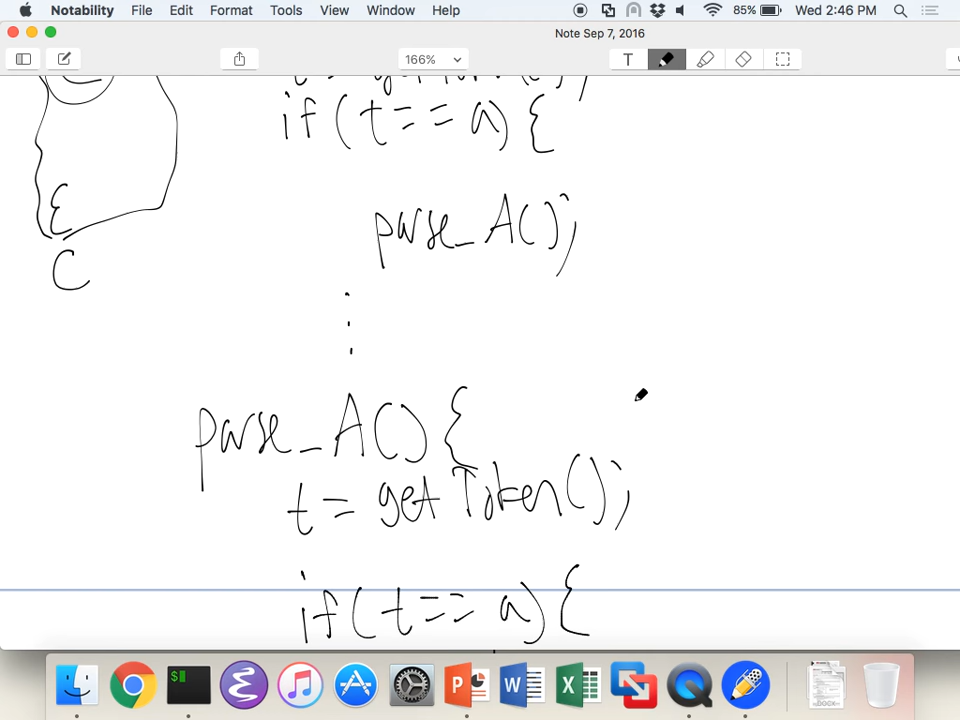 Notability File Edit Format Tools View Window Help 85% Wed 2:46 PM
Note Sep 7, 2016
166%
T
if(t==a){
parse_A();
E
C
parse_A(){
t=getToken();
if(t==a){